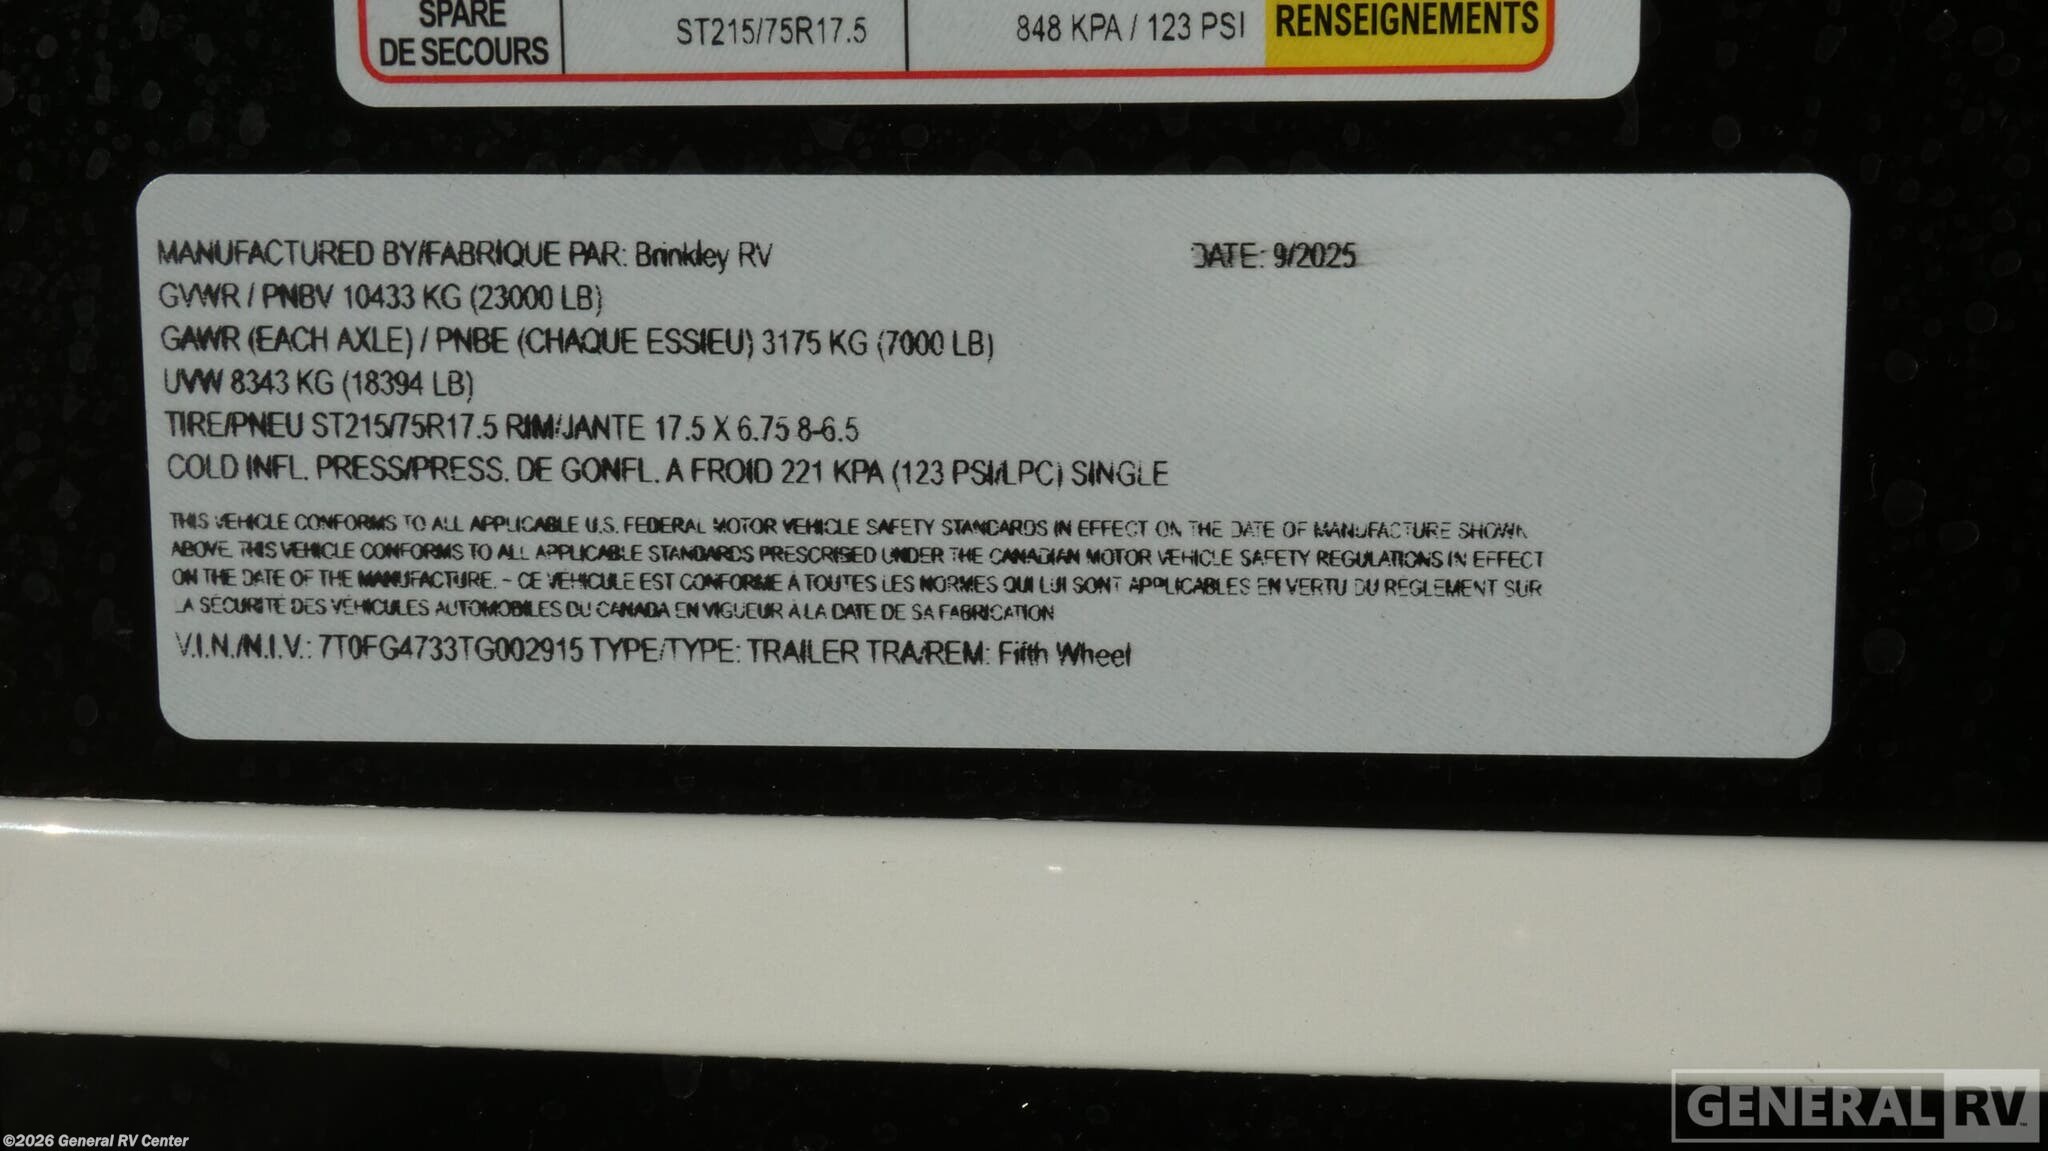 SPARE
DE SECOURS
ST215/75R17.5
848 KPA / 123 PSI
RENSEIGNEMENTS
MANUFACTURED BY/FABRIQUE PAR: Brinkley RV
DATE: 9/2025
GVWR / PNBV 10433 KG (23000 LB)
GAWR (EACH AXLE) / PNBE (CHAQUE ESSIEU) 3175 KG (7000 LB)
UVW 8343 KG (18394 LB)
TIRE/PNEU ST215/75R17.5 RIM/JANTE 17.5 X 6.75 8-6.5
COLD INFL. PRESS/PRESS. DE GONFL. A FROID 221 KPA (123 PSI/LPC) SINGLE
THIS VEHICLE CONFORMS TO ALL APPLICABLE U.S. FEDERAL MOTOR VEHICLE SAFETY STANDARDS IN EFFECT ON THE DATE OF MANUFACTURE SHOWN
ABOVE. THIS VEHICLE CONFORMS TO ALL APPLICABLE STANDARDS PRESCRISED UNDER THE CANADIAN MOTOR VEHICLE SAFETY REGULATIONS IN EFFECT
ON THE DATE OF THE MANUFACTURE. - CE VÉHICULE EST CONFORME À TOUTES LES NORMES QUI LUI SONT APPLICABLES EN VERTU DU RÈGLEMENT SUR
LA SÉCURITÉ DES VÉHICULES AUTOMOBILES DU CANADA EN VIGUEUR À LA DATE DE SA FABRICATION
V.I.N./N.I.V.: 7T0FG4733TG002915 TYPE/TYPE: TRAILER TRA/REM: Fifth Wheel
GENERAL RV
©2026 General RV Center